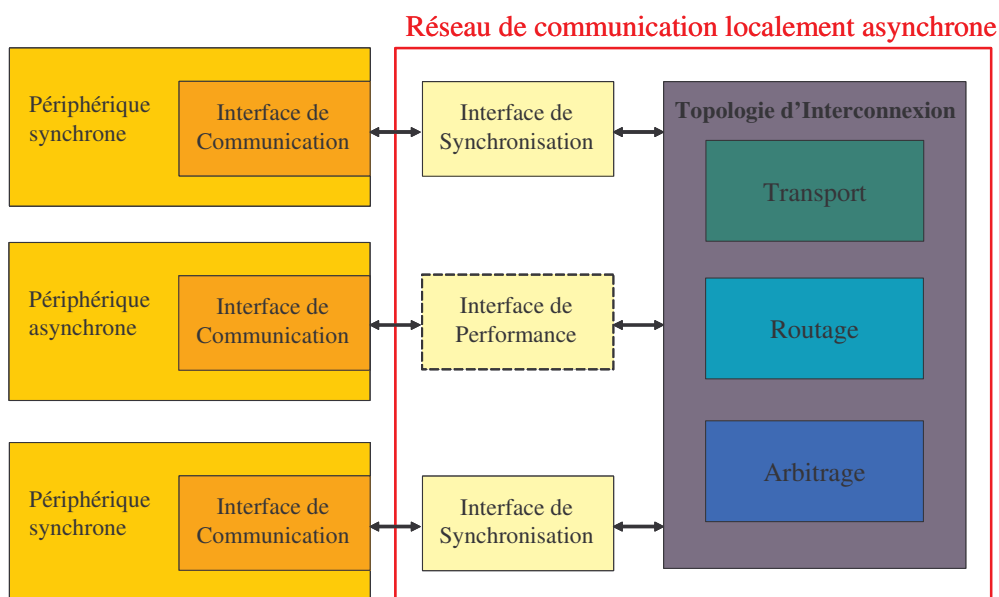 Réseau de communication localement asynchrone
Périphérique
synchrone
Interface de
Communication
Interface de
Synchronisation
Topologie d'Interconnexion
Transport
Périphérique
asynchrone
Interface de
Communication
Interface de
Performance
Routage
Périphérique
synchrone
Interface de
Communication
Interface de
Synchronisation
Arbitrage